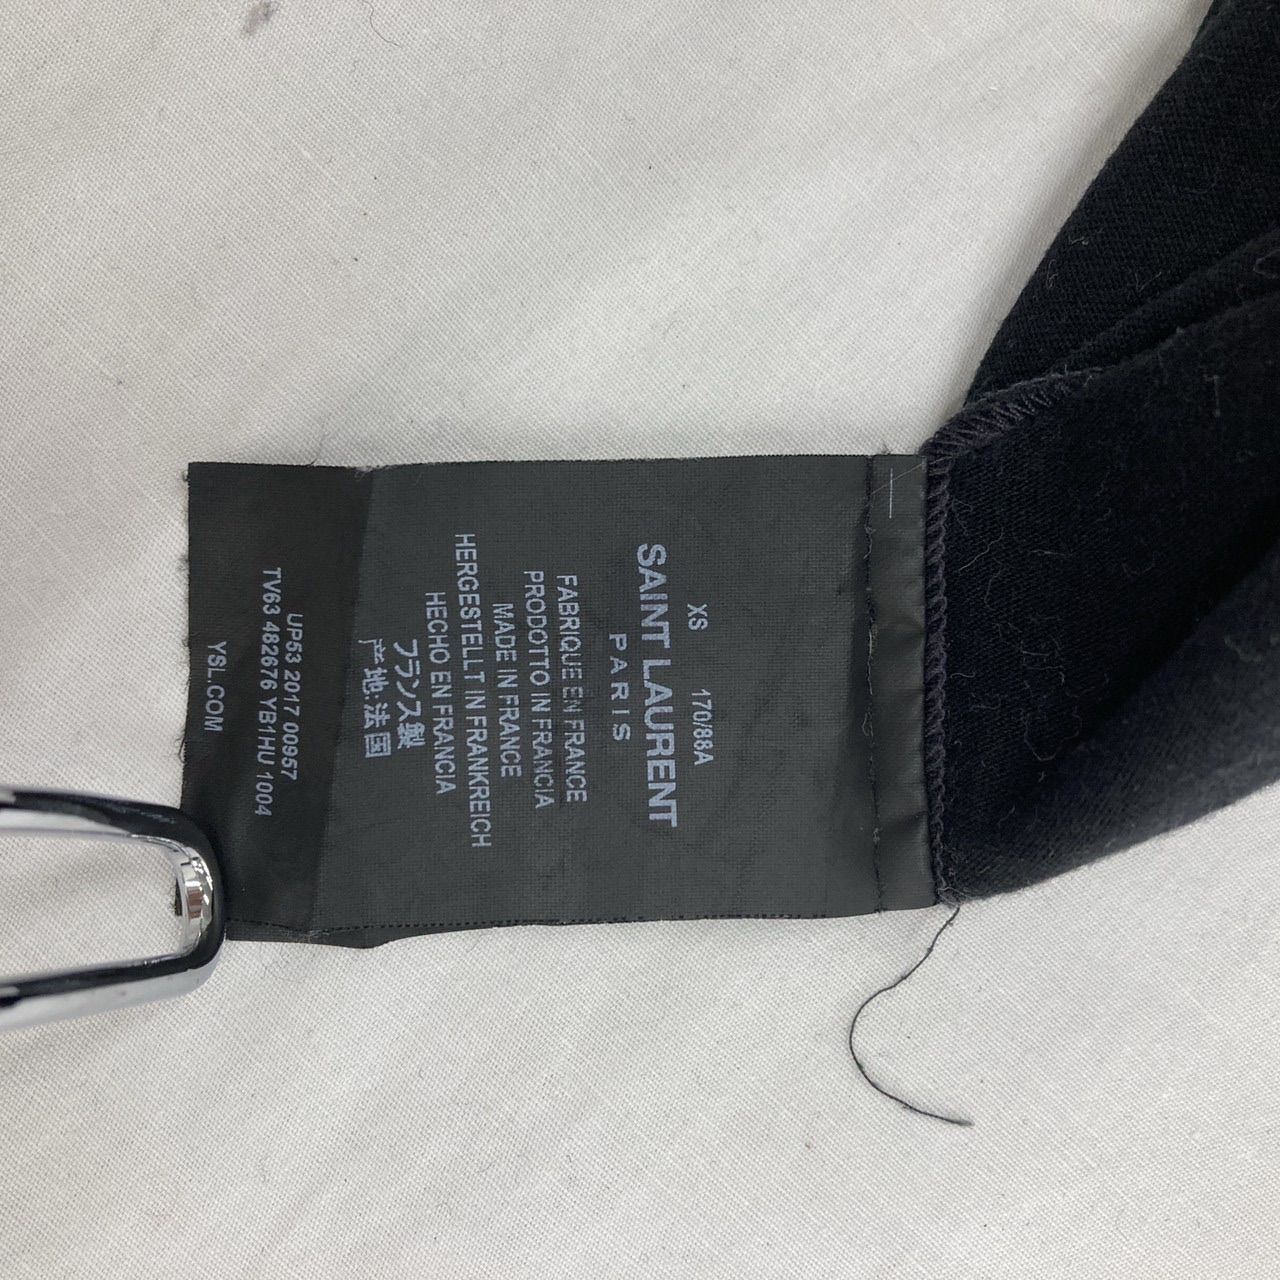 XS 170/88A
SAINT LAURENT
PARIS
FABRIQUE EN FRANCE
PRODOTTO IN FRANCIA
MADE IN FRANCE
HERGESTELLT IN FRANKREICH
HECHO EN FRANCIA
フランス製
产地:法国
UP53 2017 00957
TV63 482676 YB1HU 1004
YSL.COM